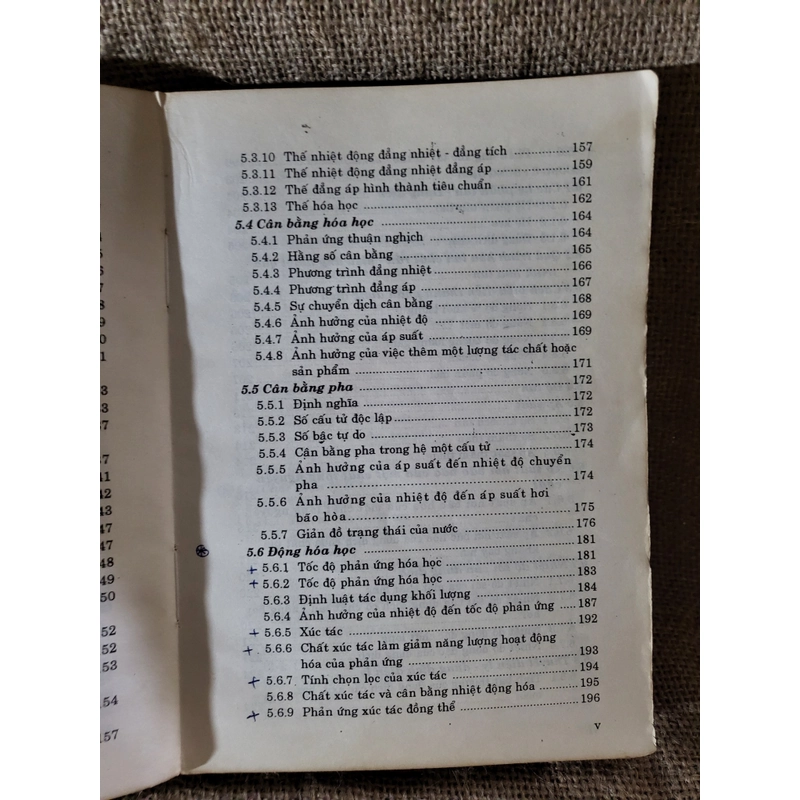 5.3.10 Thế nhiệt động đẳng nhiệt - đẳng tích ................ 157
5.3.11 Thế nhiệt động đẳng nhiệt đẳng áp ................ 159
5.3.12 Thế đẳng áp hình thành tiêu chuẩn ................ 161
5.3.13 Thế hóa học ................ 162
5.4 Cân bằng hóa học ................ 164
5.4.1 Phản ứng thuận nghịch ................ 164
5.4.2 Hằng số cân bằng ................ 165
5.4.3 Phương trình đẳng nhiệt ................ 166
5.4.4 Phương trình đẳng áp ................ 167
5.4.5 Sự chuyển dịch cân bằng ................ 168
5.4.6 Ảnh hưởng của nhiệt độ ................ 169
5.4.7 Ảnh hưởng của áp suất ................ 169
5.4.8 Ảnh hưởng của việc thêm một lượng tác chất hoặc
sản phẩm ................ 171
5.5 Cân bằng pha ................ 172
5.5.1 Định nghĩa ................ 172
5.5.2 Số cấu tử độc lập ................ 172
5.5.3 Số bậc tự do ................ 173
5.5.4 Cân bằng pha trong hệ một cấu tử ................ 174
5.5.5 Ảnh hưởng của áp suất đến nhiệt độ chuyển
pha ................ 174
5.5.6 Ảnh hưởng của nhiệt độ đến áp suất hơi
bão hòa ................ 175
5.5.7 Giản đồ trạng thái của nước ................ 176
5.6 Động hóa học ................ 181
+ 5.6.1 Tốc độ phản ứng hóa học ................ 181
+ 5.6.2 Tốc độ phản ứng hóa học ................ 183
5.6.3 Định luật tác dụng khối lượng ................ 184
5.6.4 Ảnh hưởng của nhiệt độ đến tốc độ phản ứng ..... 187
+ 5.6.5 Xúc tác ................ 192
+ 5.6.6 Chất xúc tác làm giảm năng lượng hoạt động
hóa của phản ứng ................ 193
+ 5.6.7 Tính chọn lọc của xúc tác ................ 194
5.6.8 Chất xúc tác và cân bằng nhiệt động hóa ................ 195
+ 5.6.9 Phản ứng xúc tác đồng thể ................ 196
v